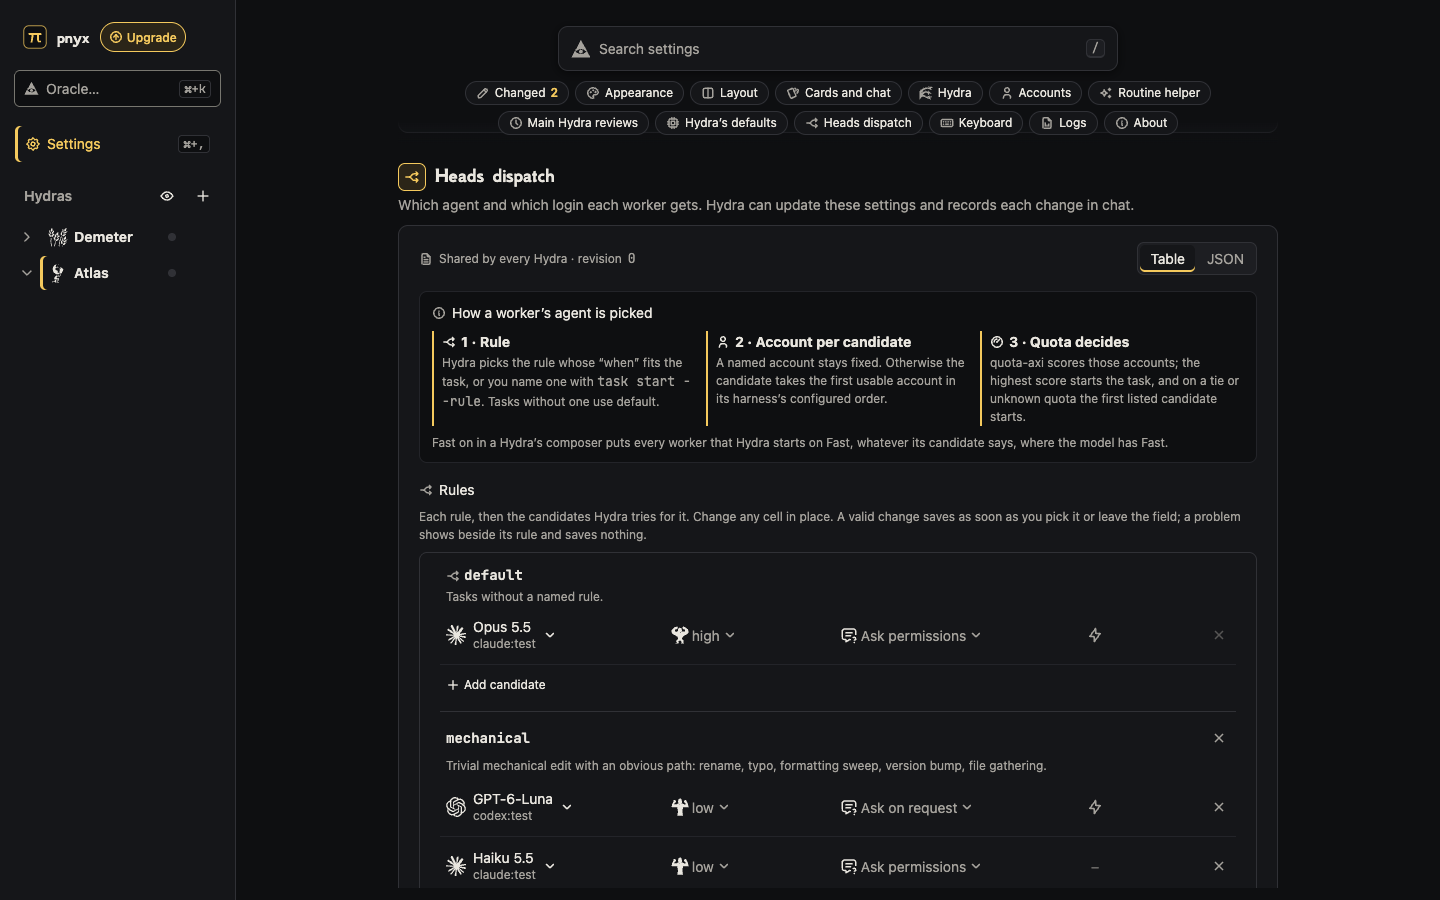 pnyx
Upgrade
Oracle...
⌘+k
Settings
⌘+,
Hydras
Demeter
Atlas
Search settings
/
Changed 2
Appearance
Layout
Cards and chat
Hydra
Accounts
Routine helper
Main Hydra reviews
Hydra's defaults
Heads dispatch
Keyboard
Logs
About
Heads dispatch
Which agent and which login each worker gets. Hydra can update these settings and records each change in chat.
Shared by every Hydra · revision 0
Table
JSON
How a worker's agent is picked
1 · Rule
Hydra picks the rule whose “when” fits the
task, or you name one with task start -
-rule. Tasks without one use default.
2 · Account per candidate
A named account stays fixed. Otherwise the
candidate takes the first usable account in
its harness's configured order.
3 · Quota decides
quota-axi scores those accounts; the
highest score starts the task, and on a tie or
unknown quota the first listed candidate
starts.
Fast on in a Hydra's composer puts every worker that Hydra starts on Fast, whatever its candidate says, where the model has Fast.
Rules
Each rule, then the candidates Hydra tries for it. Change any cell in place. A valid change saves as soon as you pick it or leave the field; a problem
shows beside its rule and saves nothing.
default
Tasks without a named rule.
Opus 5.5
claude:test
high
Ask permissions
Add candidate
mechanical
Trivial mechanical edit with an obvious path: rename, typo, formatting sweep, version bump, file gathering.
GPT-6-Luna
codex:test
low
Ask on request
Haiku 5.5
claude:test
low
Ask permissions
–